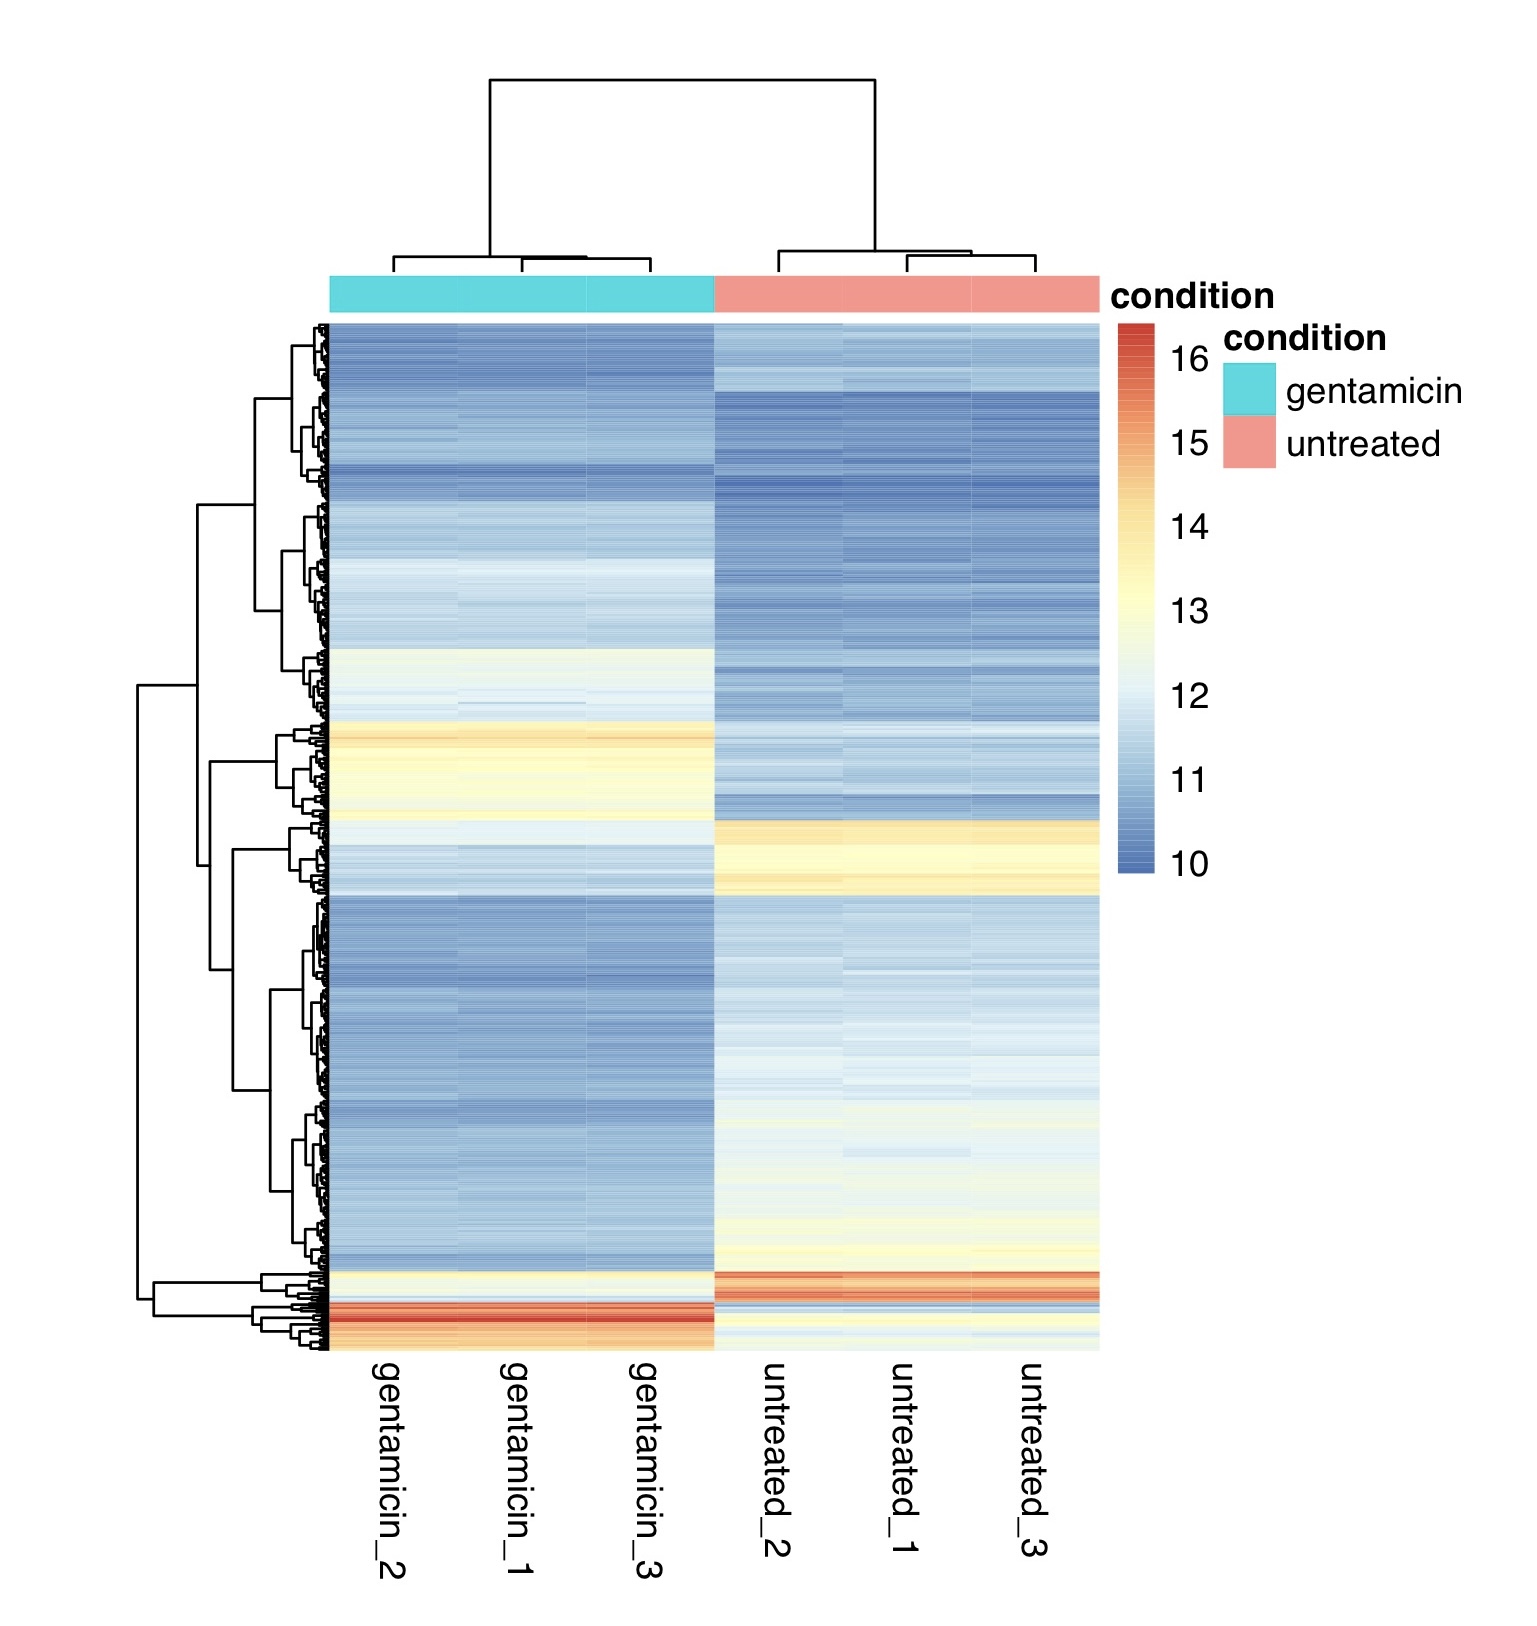 condition
condition
16
15
14
13
12
11
10
gentamicin
untreated
gentamicin_2
gentamicin_1
gentamicin_3
untreated_2
untreated_1
untreated_3